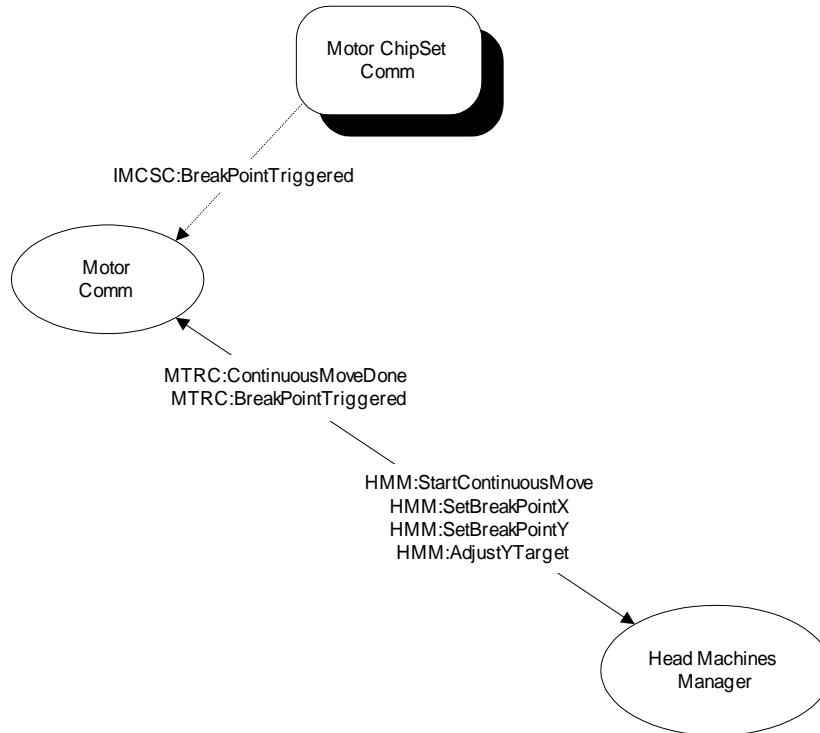 Motor ChipSet
Comm
IMCSC:BreakPointTriggered
Motor
Comm
MTRC:ContinuousMoveDone
MTRC:BreakPointTriggered
HMM:StartContinuousMove
HMM:SetBreakPointX
HMM:SetBreakPointY
HMM:AdjustYTarget
Head Machines
Manager